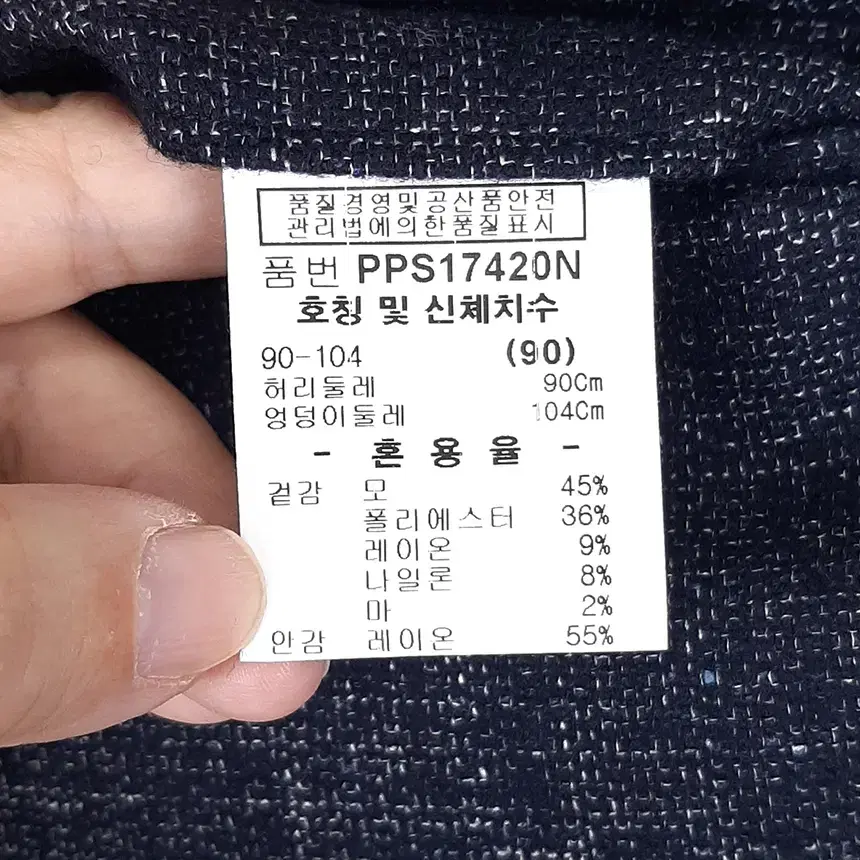 품질경영및공산품안전
관리법에의한품질표시
품번 PPS17420N
호칭 및 신체치수
90-104 (90)
허리둘레 90Cm
엉덩이둘레 104Cm
- 혼용율 -
겉감 모 45%
폴리에스터 36%
레이온 9%
나일론 8%
마 2%
안감 레이온 55%